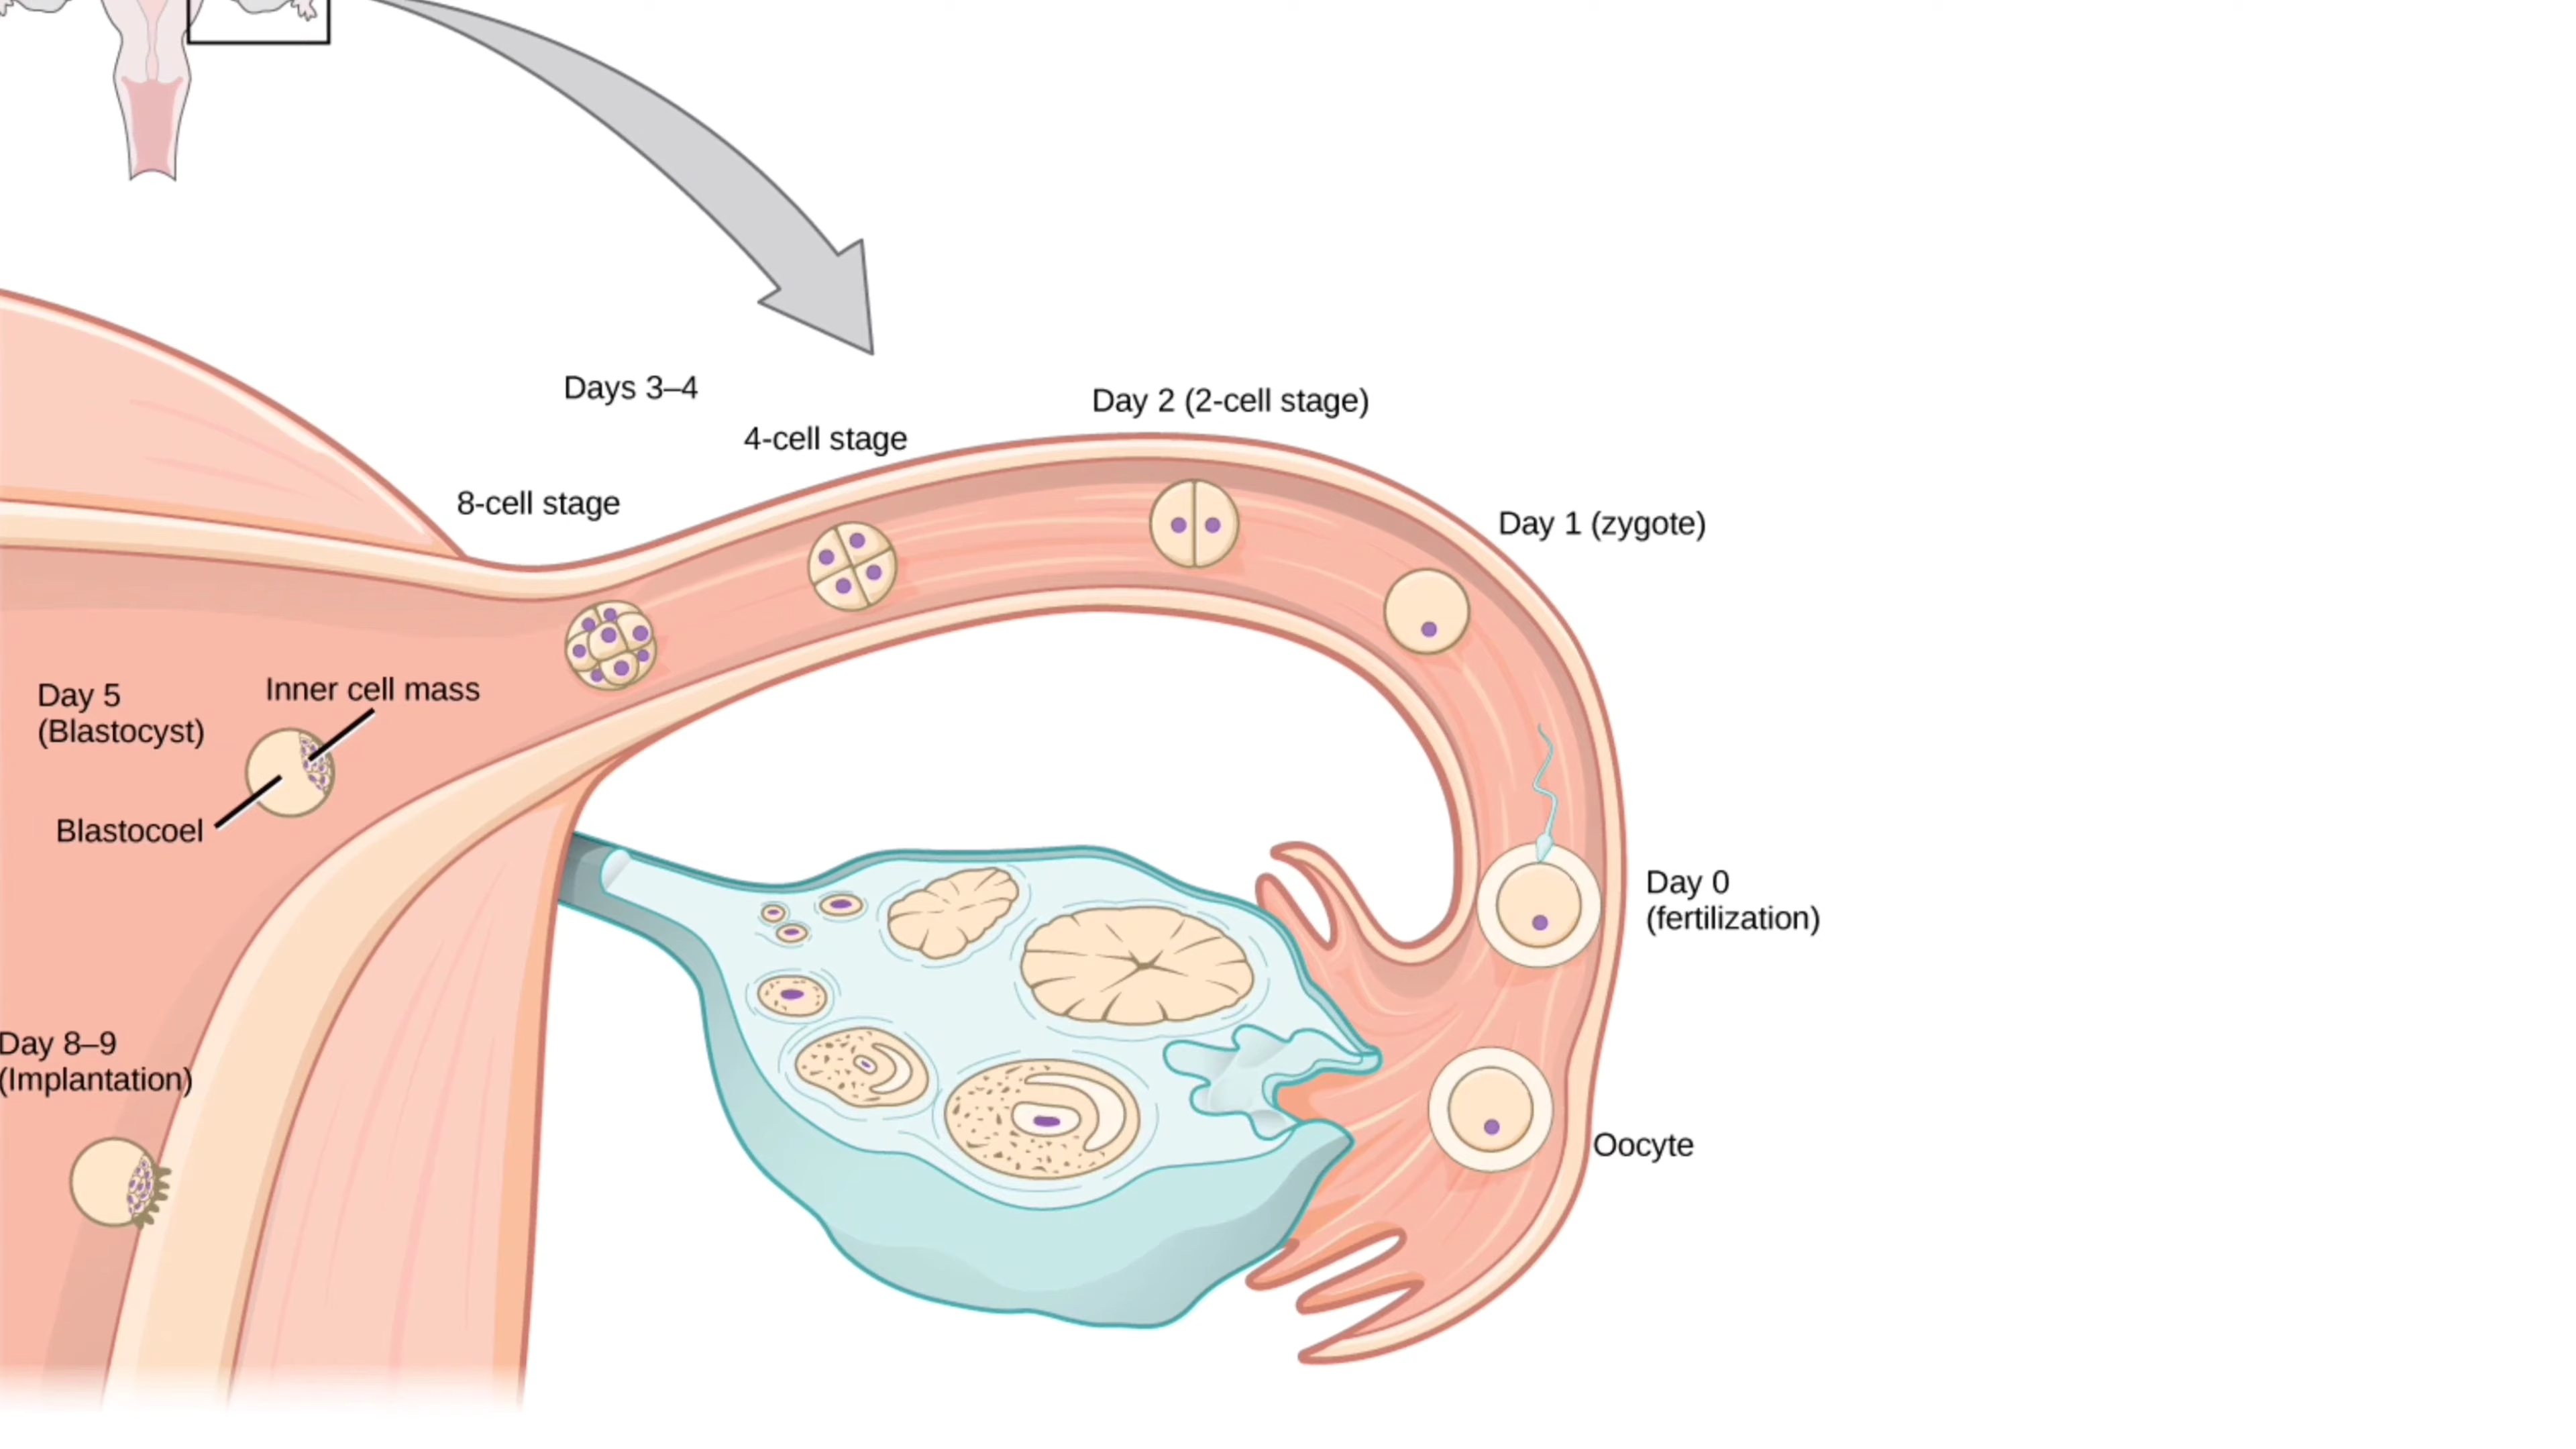 Days 3–4
Day 2 (2-cell stage)
4-cell stage
8-cell stage
Day 1 (zygote)
Day 5
(Blastocyst)
Inner cell mass
Blastocoel
Day 0
(fertilization)
Day 8–9
(Implantation)
Oocyte